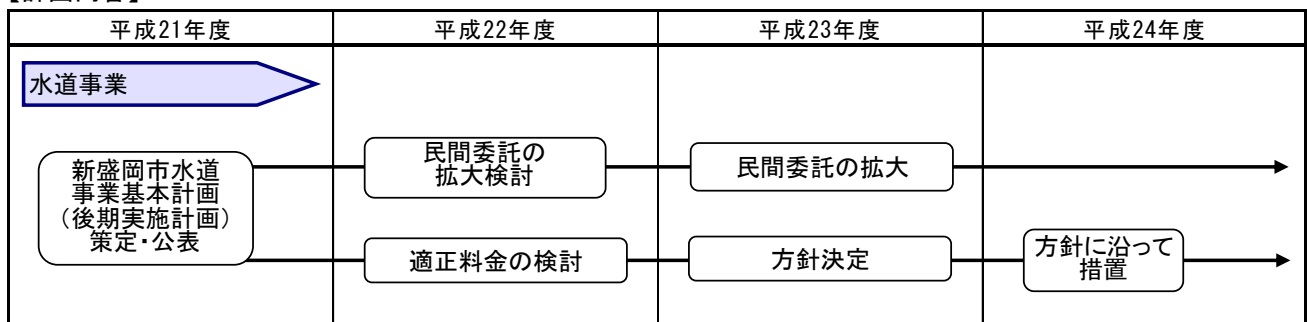 平成21年度
平成22年度
平成23年度
平成24年度
水道事業
新盛岡市水道
事業基本計画
（後期実施計画）
策定・公表
民間委託の
拡大検討
民間委託の拡大
適正料金の検討
方針決定
方針に沿って
措置